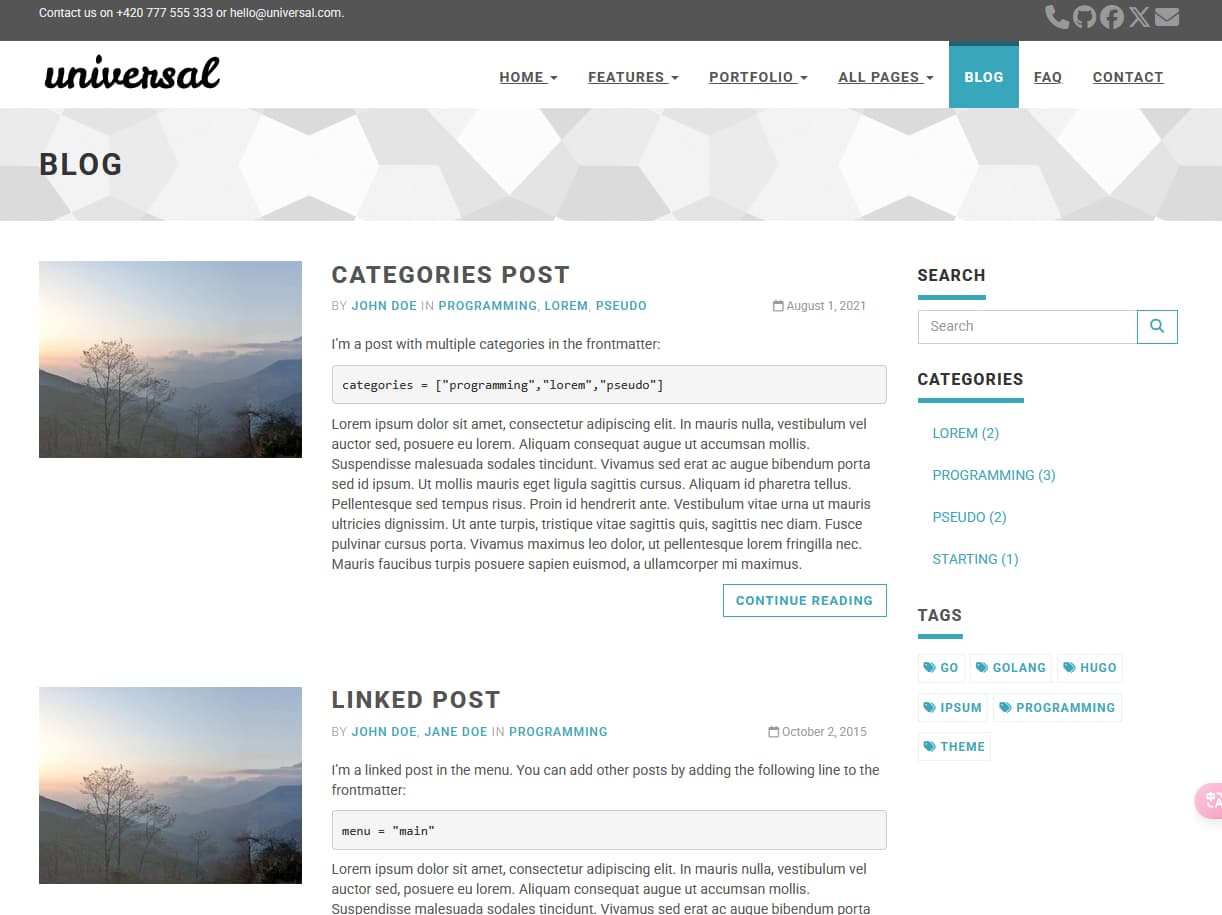 Contact us on +420 777 555 333 or hello@universal.com.
universal
HOME
FEATURES
PORTFOLIO
ALL PAGES
BLOG
FAQ
CONTACT
BLOG
CATEGORIES POST
BY JOHN DOE IN PROGRAMMING, LOREM, PSEUDO
August 1, 2021
I'm a post with multiple categories in the frontmatter:
categories = ["programming","lorem","pseudo"]
Lorem ipsum dolor sit amet, consectetur adipiscing elit. In mauris nulla, vestibulum vel
auctor sed, posuere eu lorem. Aliquam consequat augue ut accumsan mollis.
Suspendisse malesuada sodales tincidunt. Vivamus sed erat ac augue bibendum porta
sed id ipsum. Ut mollis mauris eget ligula sagittis cursus. Aliquam id pharetra tellus.
Pellentesque sed tempus risus. Proin id hendrerit ante. Vestibulum vitae urna ut mauris
ultricies dignissim. Ut ante turpis, tristique vitae sagittis quis, sagittis nec diam. Fusce
pulvinar cursus porta. Vivamus maximus leo dolor, ut pellentesque lorem fringilla nec.
Mauris faucibus turpis posuere sapien euismod, a ullamcorper mi maximus.
CONTINUE READING
LINKED POST
BY JOHN DOE, JANE DOE IN PROGRAMMING
October 2, 2015
I'm a linked post in the menu. You can add other posts by adding the following line to the
frontmatter:
menu = "main"
Lorem ipsum dolor sit amet, consectetur adipiscing elit. In mauris nulla, vestibulum vel
auctor sed, posuere eu lorem. Aliquam consequat augue ut accumsan mollis.
Suspendisse malesuada sodales tincidunt. Vivamus sed erat ac augue bibendum porta
SEARCH
Search
CATEGORIES
LOREM (2)
PROGRAMMING (3)
PSEUDO (2)
STARTING (1)
TAGS
GO
GOLANG
HUGO
IPSUM
PROGRAMMING
THEME